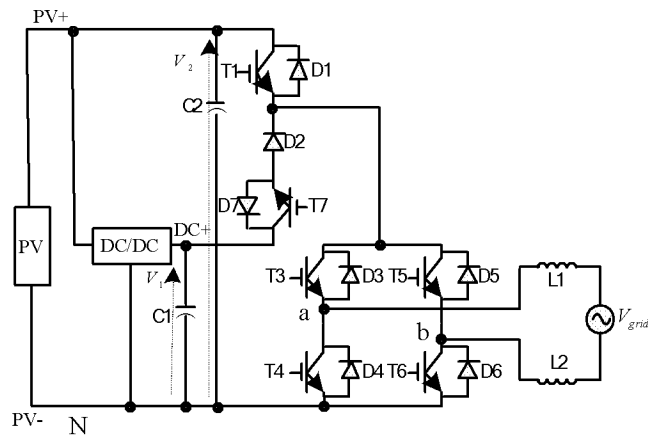 PV+
V2
T1
D1
C2
D2
D7
T7
PV
DC/DC
DC+
V1
C1
T3
D3
T5
D5
L1
a
b
Vgrid
T4
D4
T6
D6
L2
PV-
N